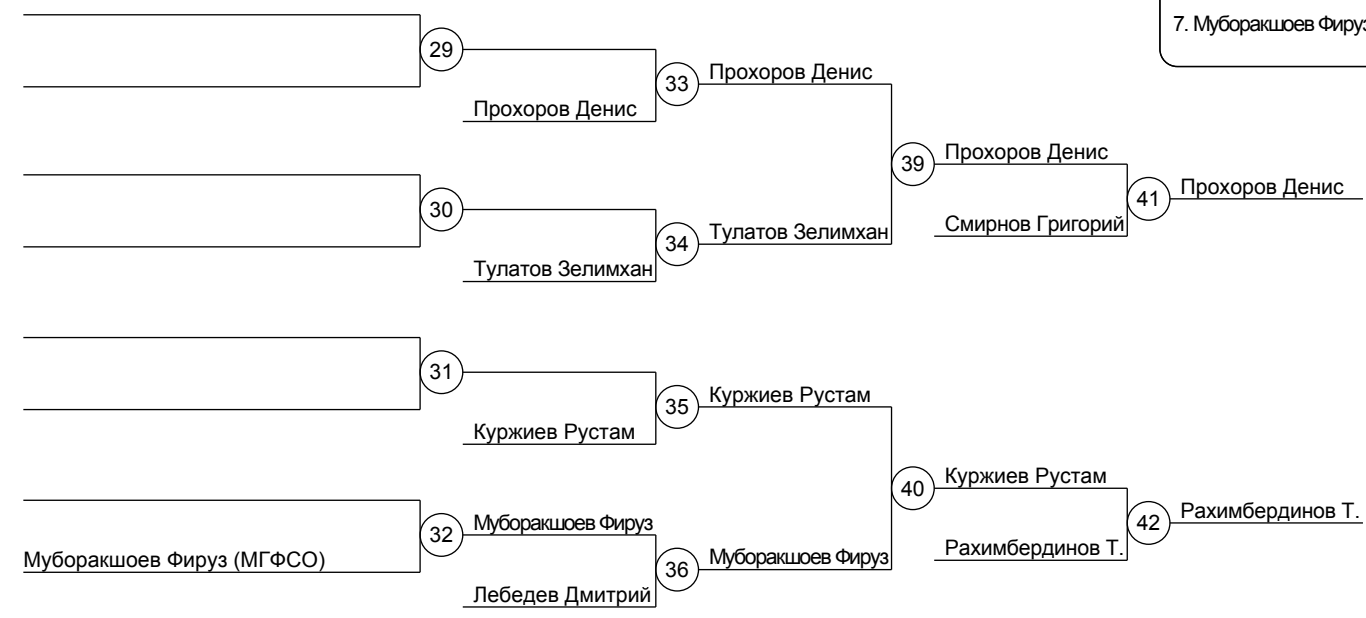 7. Муборакшоев Фируз
29
33
Прохоров Денис
Прохоров Денис
39
Прохоров Денис
41
Прохоров Денис
30
34
Тулатов Зелимхан
Смирнов Григорий
Тулатов Зелимхан
31
35
Куржиев Рустам
Куржиев Рустам
40
Куржиев Рустам
42
Рахимбердинов Т.
32
Муборакшоев Фируз
Рахимбердинов Т.
Муборакшоев Фируз (МГФСО)
36
Муборакшоев Фируз
Лебедев Дмитрий